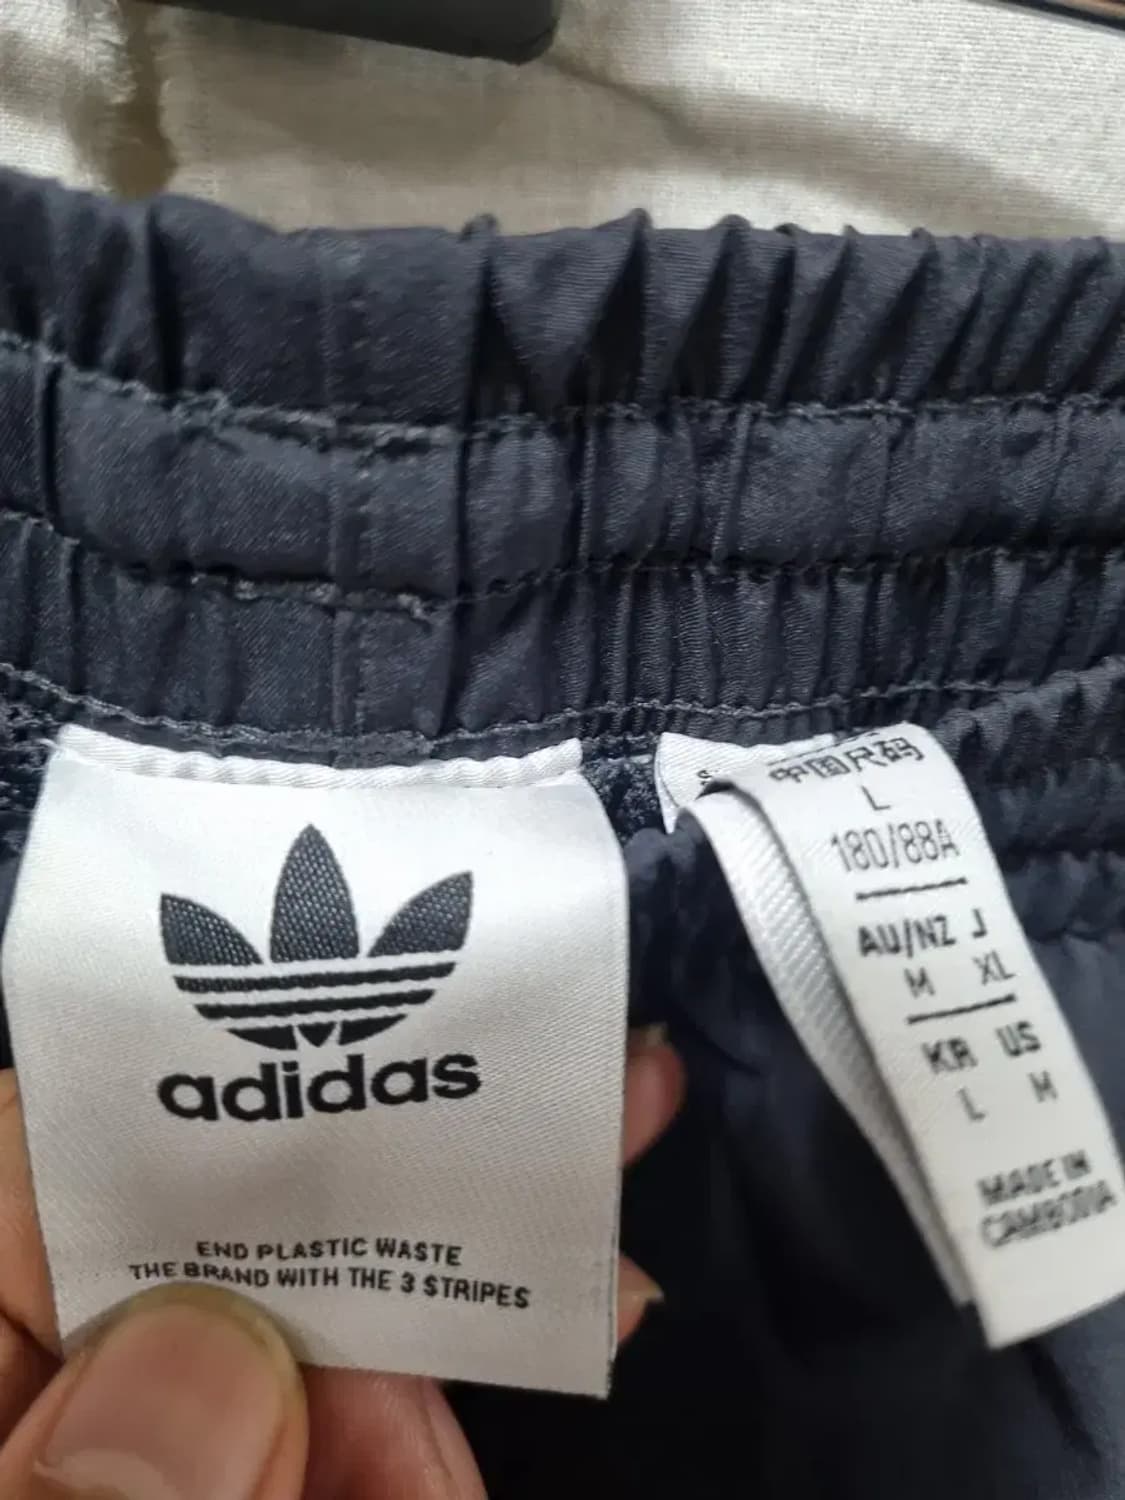 adidas
END PLASTIC WASTE
THE BRAND WITH THE 3 STRIPES
中国尺码
L
180/88A
AU/NZ J
M XL
KR US
L M
MADE IN
CAMBODIA